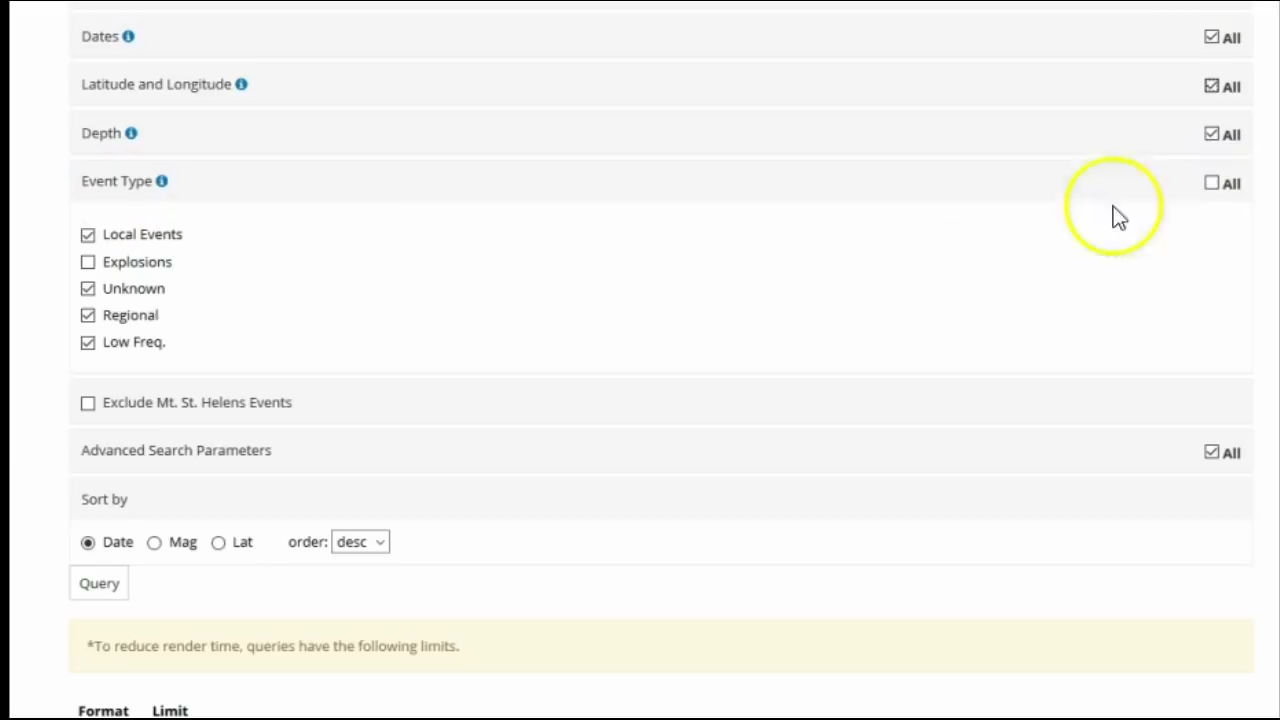 Dates All
Latitude and Longitude All
Depth All
Event Type All
Local Events
Explosions
Unknown
Regional
Low Freq.
Exclude Mt. St. Helens Events
Advanced Search Parameters All
Sort by
Date Mag Lat order: desc
Query
*To reduce render time, queries have the following limits.
Format Limit